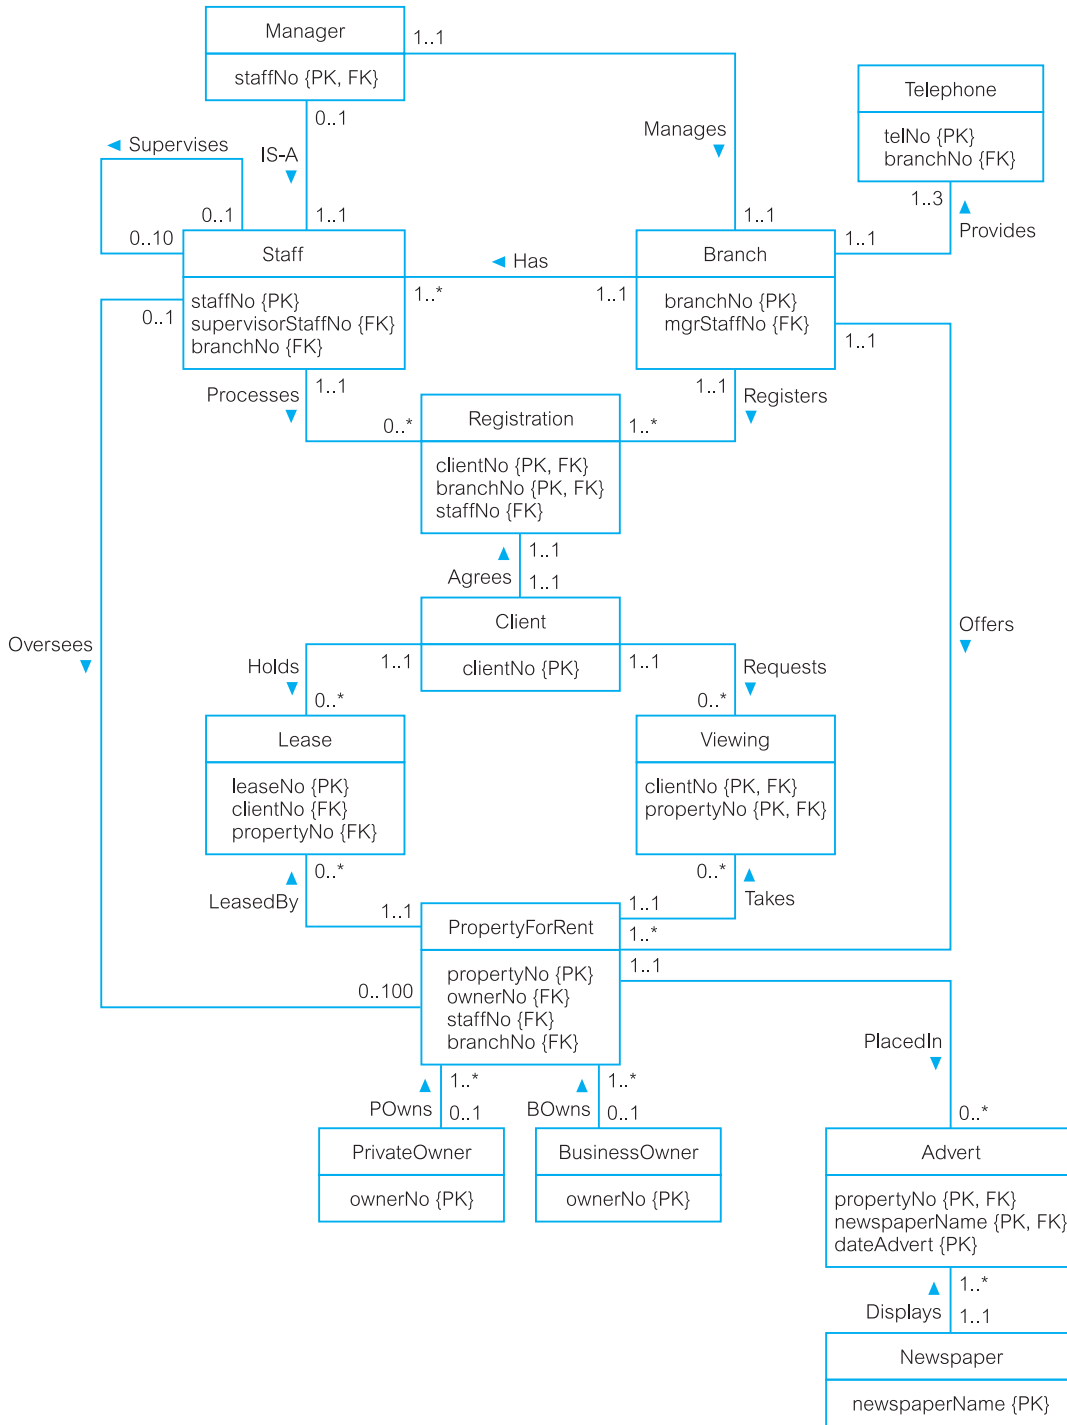 Manager
1..1
staffNo {PK, FK}
0..1
IS-A
Manages
Telephone
telNo {PK}
branchNo {FK}
1..3
Provides
Supervises
0..1
0..10
1..1
1..1
1..1
Staff
Has
Branch
1..*
1..1
staffNo {PK}
supervisorStaffNo {FK}
branchNo {FK}
0..1
branchNo {PK}
mgrStaffNo {FK}
1..1
Processes
1..1
1..1
Registers
0..*
Registration
1..*
clientNo {PK, FK}
branchNo {PK, FK}
staffNo {FK}
1..1
Agrees
1..1
Oversees
Offers
Client
Holds
1..1
clientNo {PK}
1..1
Requests
0..*
0..*
Lease
Viewing
leaseNo {PK}
clientNo {FK}
propertyNo {FK}
clientNo {PK, FK}
propertyNo {PK, FK}
0..*
0..*
LeasedBy
Takes
1..1
1..1
PropertyForRent
1..*
1..1
propertyNo {PK}
ownerNo {FK}
staffNo {FK}
branchNo {FK}
0..100
PlacedIn
1..*
1..*
POwns
0..1
BOwns
0..1
0..*
PrivateOwner
BusinessOwner
Advert
ownerNo {PK}
ownerNo {PK}
propertyNo {PK, FK}
newspaperName {PK, FK}
dateAdvert {PK}
1..*
Displays
1..1
Newspaper
newspaperName {PK}